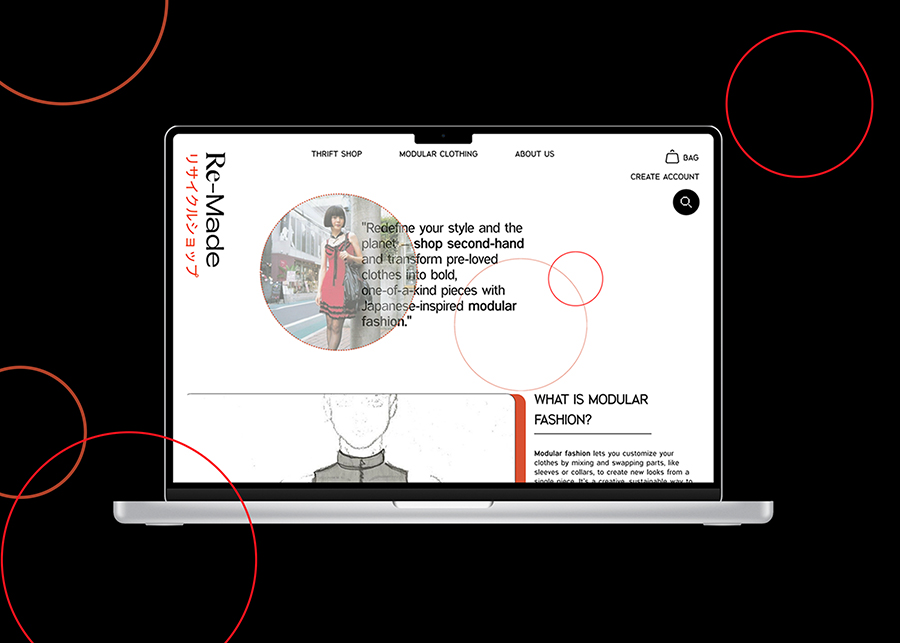 Re-Made
リサイクルショップ
THRIFT SHOP
MODULAR CLOTHING
ABOUT US
BAG
CREATE ACCOUNT
"Redefine your style and the
planet – shop second-hand
and transform pre-loved
clothes into bold,
one-of-a-kind pieces with
Japanese-inspired modular
fashion."
WHAT IS MODULAR
FASHION?
Modular fashion lets you customize your
clothes by mixing and swapping parts, like
sleeves or collars, to create new looks from a
single piece. It's a creative, sustainable way to